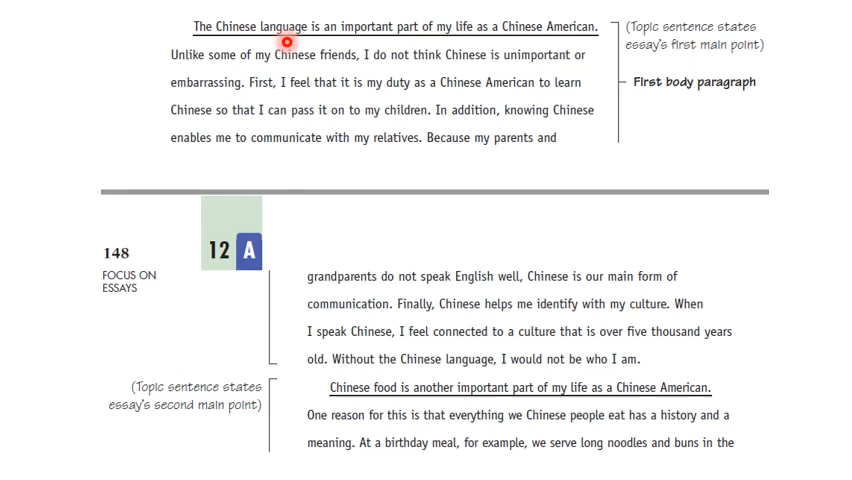 The Chinese language is an important part of my life as a Chinese American.
Unlike some of my Chinese friends, I do not think Chinese is unimportant or
embarrassing. First, I feel that it is my duty as a Chinese American to learn
Chinese so that I can pass it on to my children. In addition, knowing Chinese
enables me to communicate with my relatives. Because my parents and
(Topic sentence states
essay's first main point)
First body paragraph
148
FOCUS ON
ESSAYS
12 A
grandparents do not speak English well, Chinese is our main form of
communication. Finally, Chinese helps me identify with my culture. When
I speak Chinese, I feel connected to a culture that is over five thousand years
old. Without the Chinese language, I would not be who I am.
(Topic sentence states
essay's second main point)
Chinese food is another important part of my life as a Chinese American.
One reason for this is that everything we Chinese people eat has a history and a
meaning. At a birthday meal, for example, we serve long noodles and buns in the